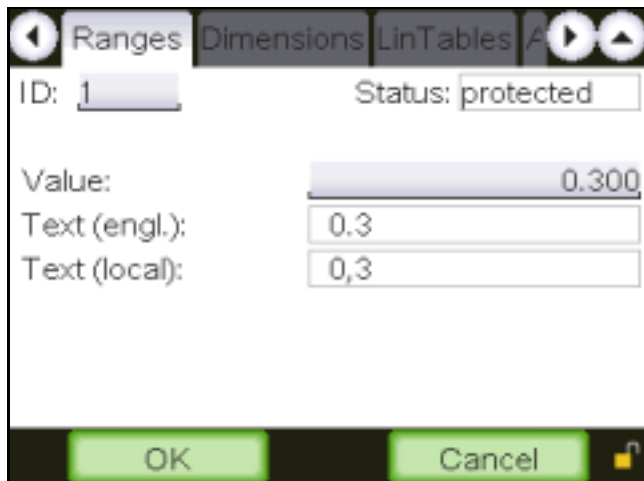 Ranges Dimensions LinTables A
ID: 1 Status: protected
Value: 0.300
Text (engl.): 0.3
Text (local): 0,3
OK Cancel